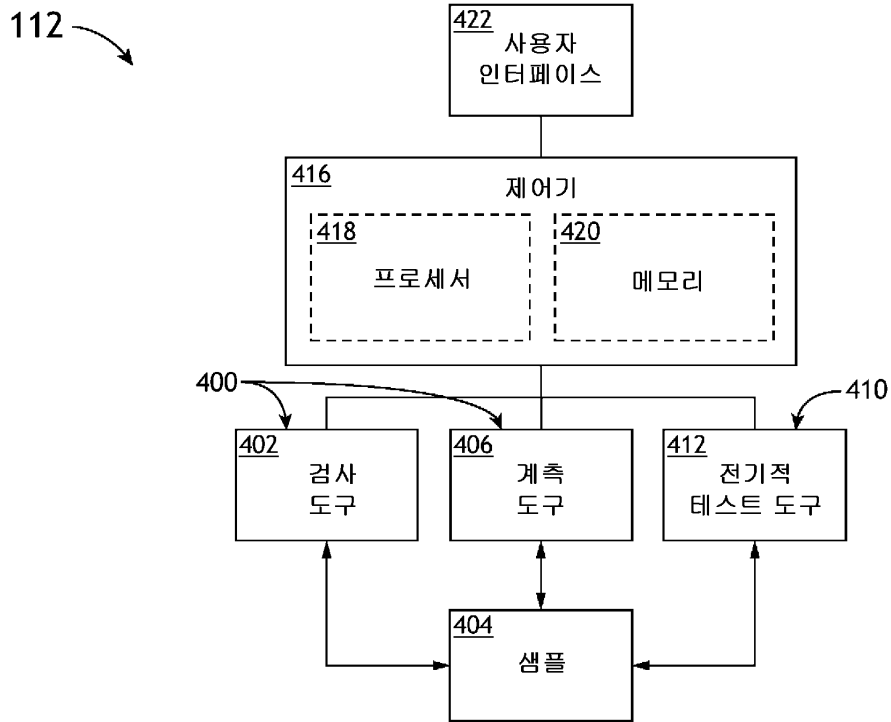 112
422
사용자
인터페이스
416
제어기
418
프로세서
420
메모리
400
410
402
검사
도구
406
계측
도구
412
전기적
테스트 도구
404
샘플